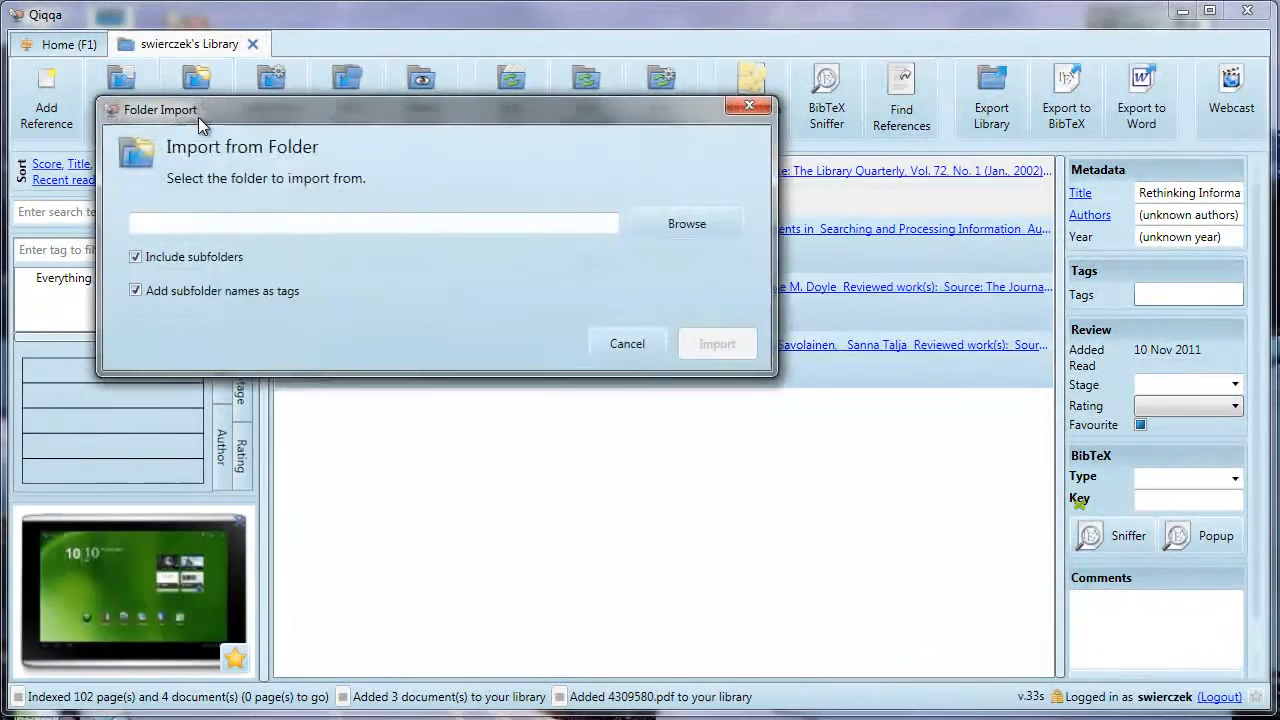 Qiqqa
Home (F1)
swierczek's Library
Add
Reference
BibTeX
Sniffer
Find
References
Export
Library
Export to
BibTeX
Export to
Word
Webcast
Folder Import
Import from Folder
Select the folder to import from.
Browse
Include subfolders
Add subfolder names as tags
Cancel
Import
Sort
Score, Title,
Recent read
Enter search te
Enter tag to filt
Everything
Author
Rating
10 10
e: The Library Quarterly, Vol. 72, No. 1 (Jan., 2002)...
nts in Searching and Processing Information Au...
e M. Doyle Reviewed work(s): Source: The Journa...
Savolainen, Sanna Talja Reviewed work(s): Sour...
Metadata
Title Rethinking Informa
Authors (unknown authors)
Year (unknown year)
Tags
Tags
Review
Added 10 Nov 2011
Read
Stage
Rating
Favourite
BibTeX
Type
Key
Sniffer
Popup
Comments
Indexed 102 page(s) and 4 document(s) (0 page(s) to go)
Added 3 document(s) to your library
Added 4309580.pdf to your library
v.33s
Logged in as swierczek (Logout)